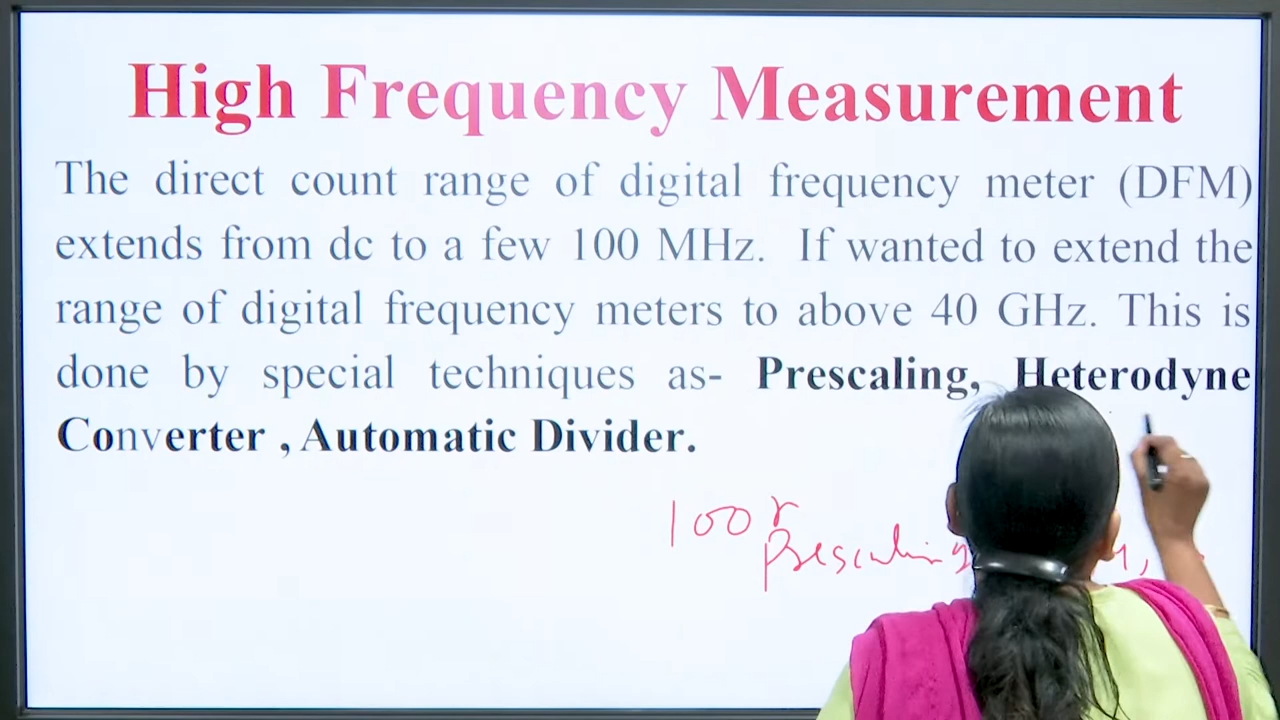 High Frequency Measurement
The direct count range of digital frequency meter (DFM)
extends from dc to a few 100 MHz. If wanted to extend the
range of digital frequency meters to above 40 GHz. This is
done by special techniques as- Prescaling, Heterodyne
Converter , Automatic Divider.
100
Prescaling